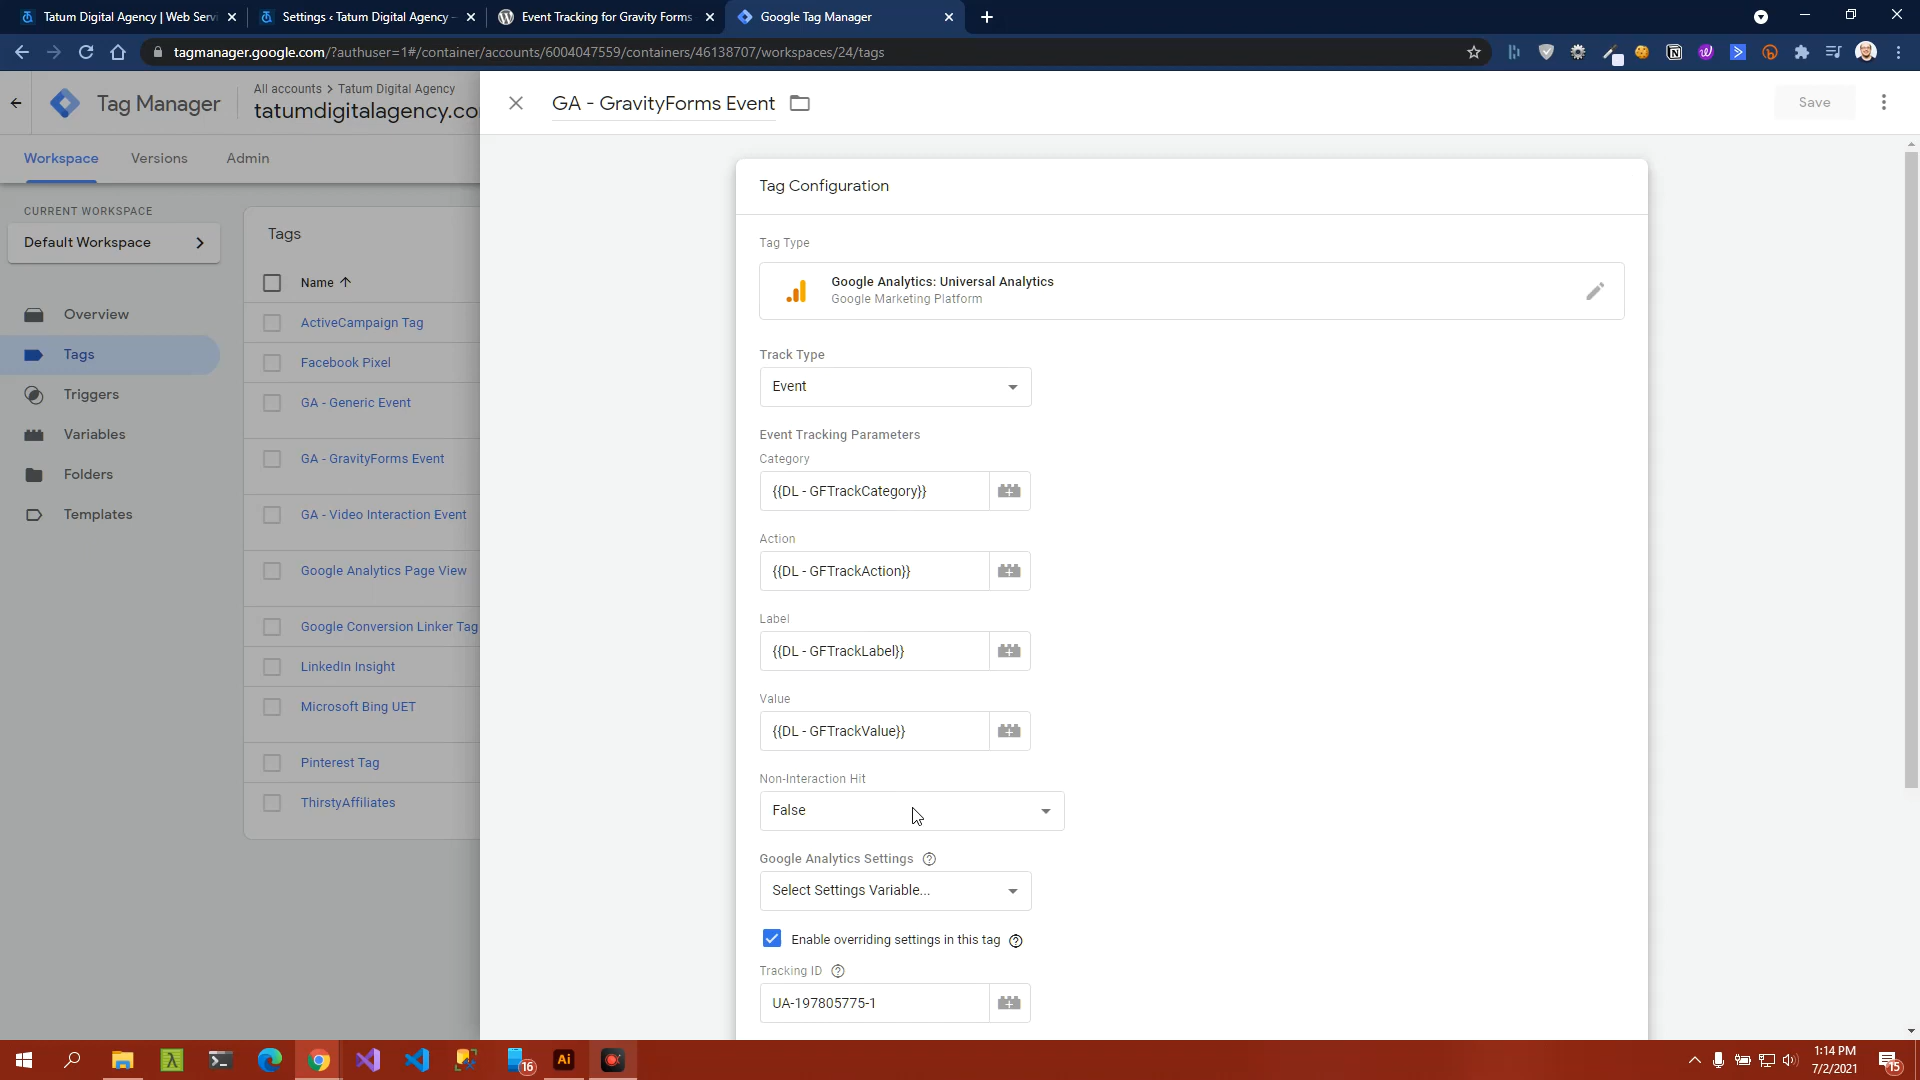 Tatum Digital Agency | Web Servi
Settings ‹ Tatum Digital Agency —
Event Tracking for Gravity Forms
Google Tag Manager
tagmanager.google.com/?authuser=1#/container/accounts/6004047559/containers/46138707/workspaces/24/tags
Tag Manager
All accounts > Tatum Digital Agency
tatumdigitalagency.co
GA - GravityForms Event
Save
Workspace
Versions
Admin
CURRENT WORKSPACE
Default Workspace
Overview
Tags
Triggers
Variables
Folders
Templates
Tags
Name
ActiveCampaign Tag
Facebook Pixel
GA - Generic Event
GA - GravityForms Event
GA - Video Interaction Event
Google Analytics Page View
Google Conversion Linker Tag
LinkedIn Insight
Microsoft Bing UET
Pinterest Tag
ThirstyAffiliates
Tag Configuration
Tag Type
Google Analytics: Universal Analytics
Google Marketing Platform
Track Type
Event
Event Tracking Parameters
Category
{{DL - GFTrackCategory}}
Action
{{DL - GFTrackAction}}
Label
{{DL - GFTrackLabel}}
Value
{{DL - GFTrackValue}}
Non-Interaction Hit
False
Google Analytics Settings
Select Settings Variable...
Enable overriding settings in this tag
Tracking ID
UA-197805775-1
16
Ai
1:14 PM
7/2/2021
15